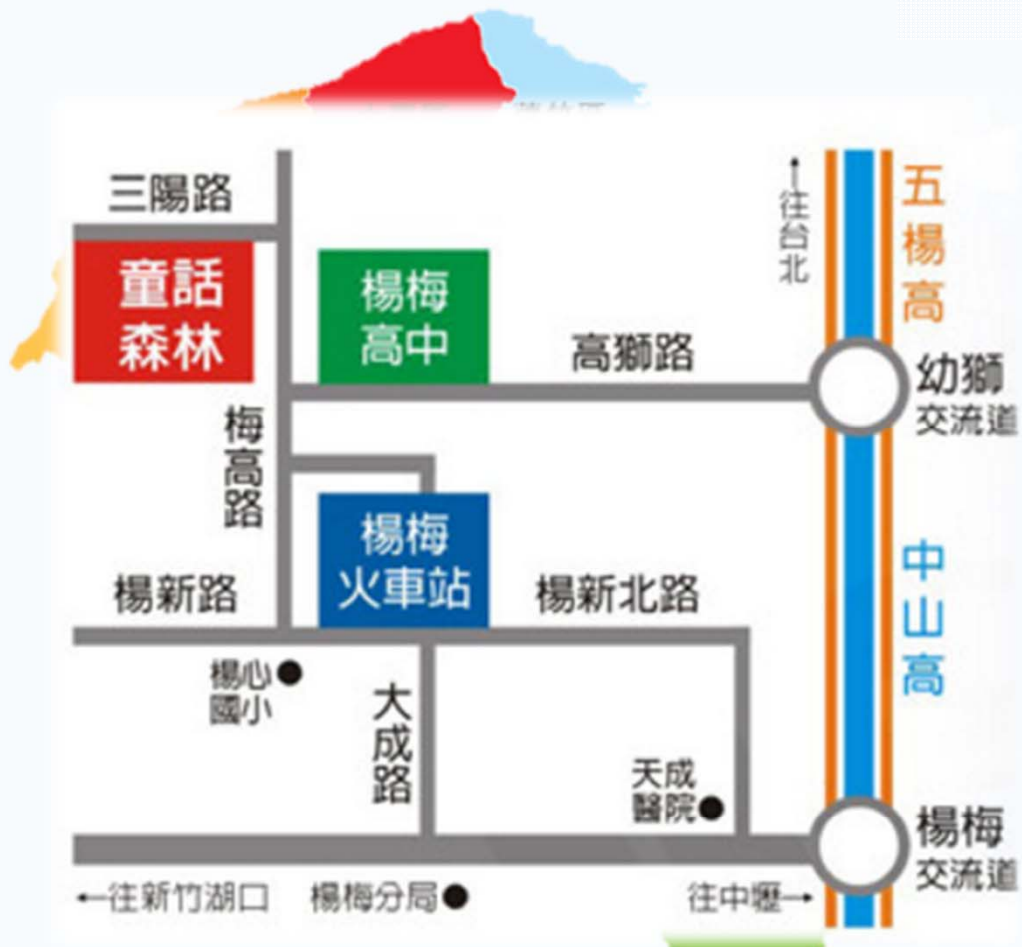 三陽路
童話
森林
楊梅
高中
↑往台北
五楊高
高獅路
幼獅
交流道
梅高路
楊梅
火車站
楊新路
楊新北路
中山高
楊心
國小
大成路
天成
醫院
楊梅
交流道
←往新竹湖口
楊梅分局
往中壢→